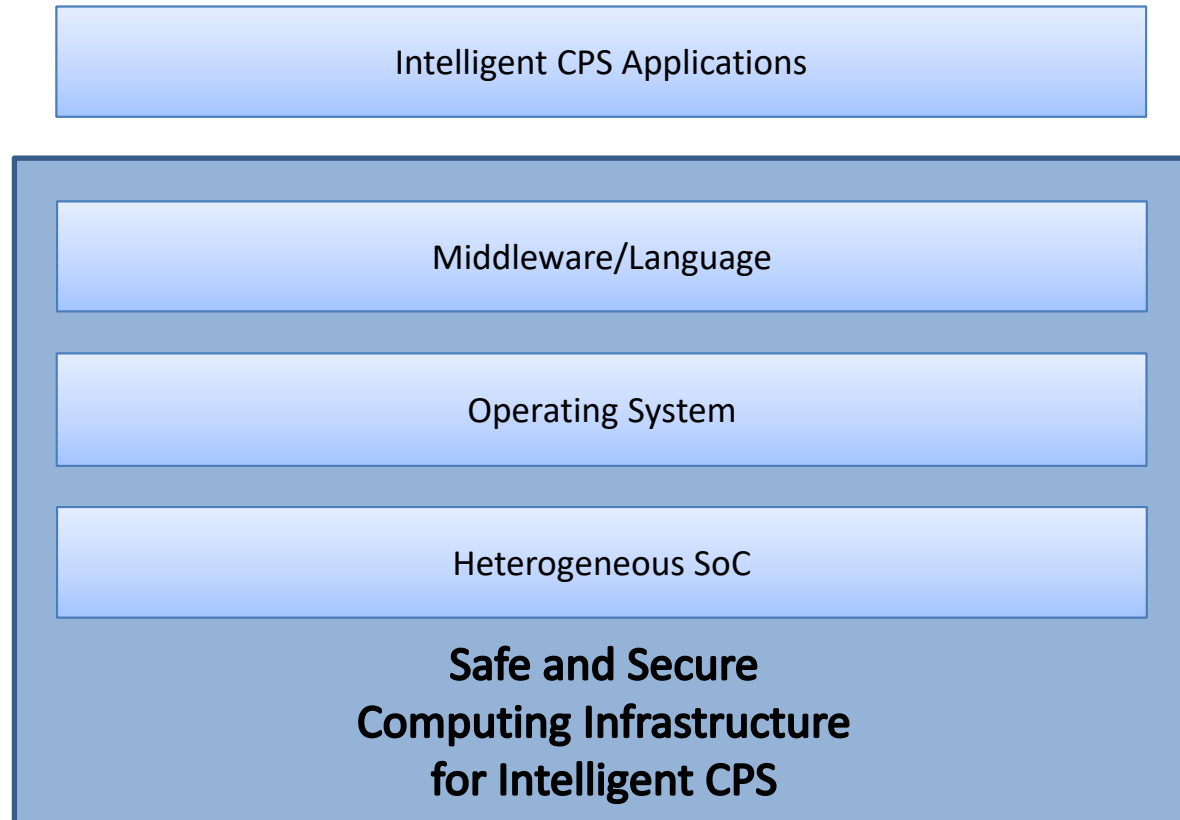 Intelligent CPS Applications
Middleware/Language
Operating System
Heterogeneous SoC
Safe and Secure
Computing Infrastructure
for Intelligent CPS